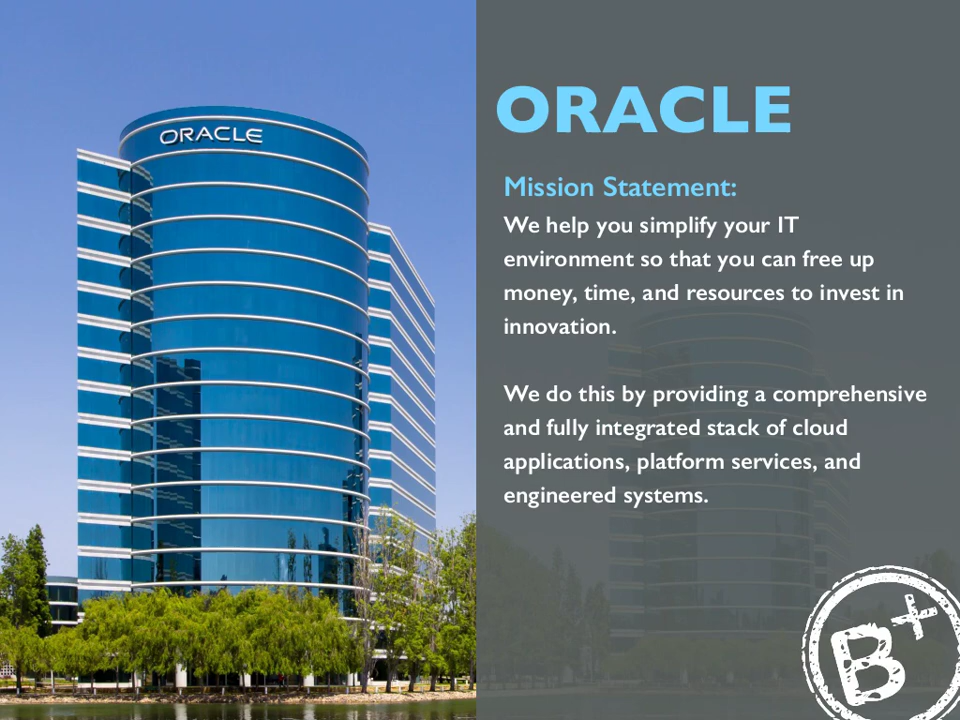 ORACLE
ORACLE
Mission Statement:
We help you simplify your IT
environment so that you can free up
money, time, and resources to invest in
innovation.
We do this by providing a comprehensive
and fully integrated stack of cloud
applications, platform services, and
engineered systems.
B+